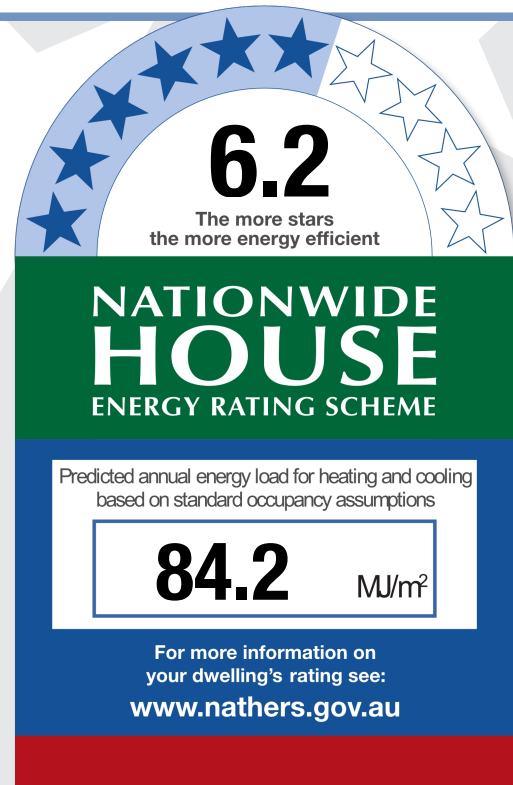 6.2
The more stars
the more energy efficient
NATIONWIDE
HOUSE
ENERGY RATING SCHEME
Predicted annual energy load for heating and cooling
based on standard occupancy assumptions
84.2 MJ/m²
For more information on
your dwelling's rating see:
www.nathers.gov.au